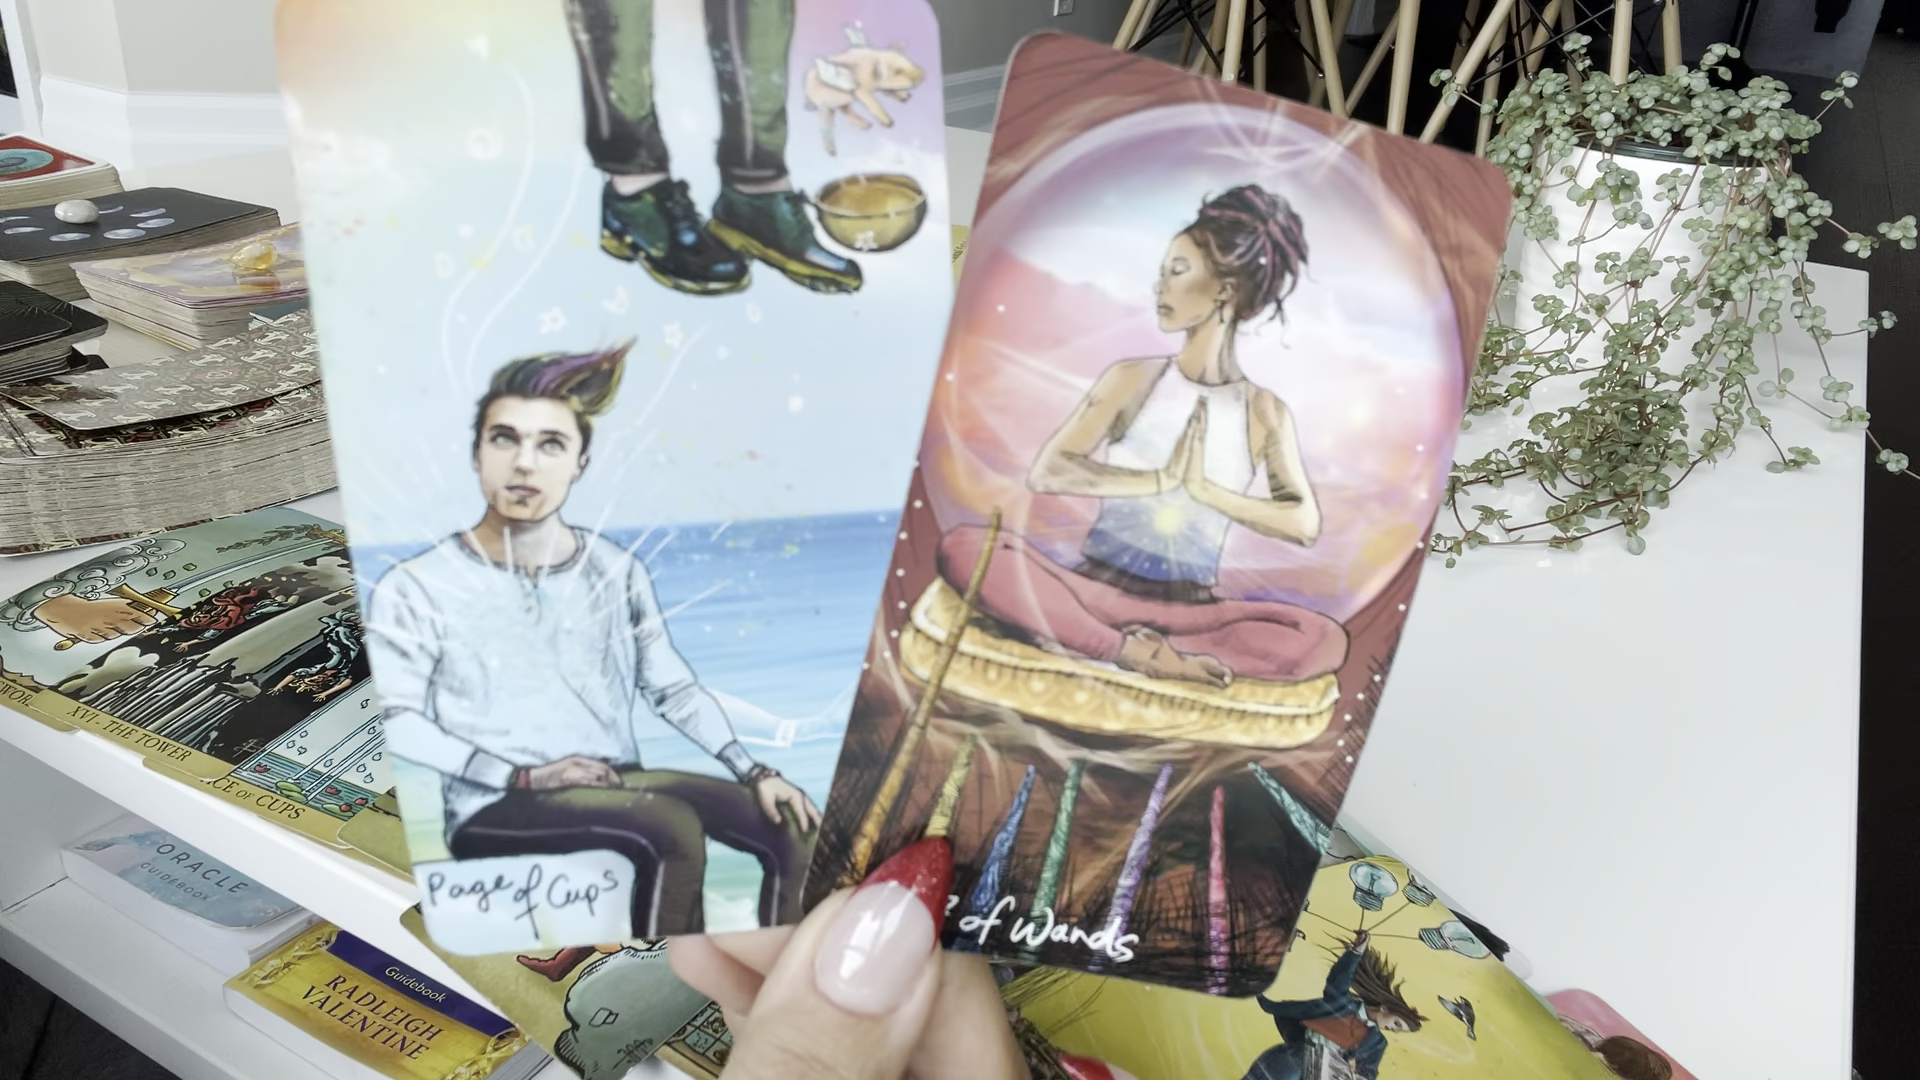 Page of Cups
of Wands
XVI - THE TOWER
ACE OF CUPS
ORACLE
GUIDEBOOK
Guidebook
RADLEIGH
VALENTINE